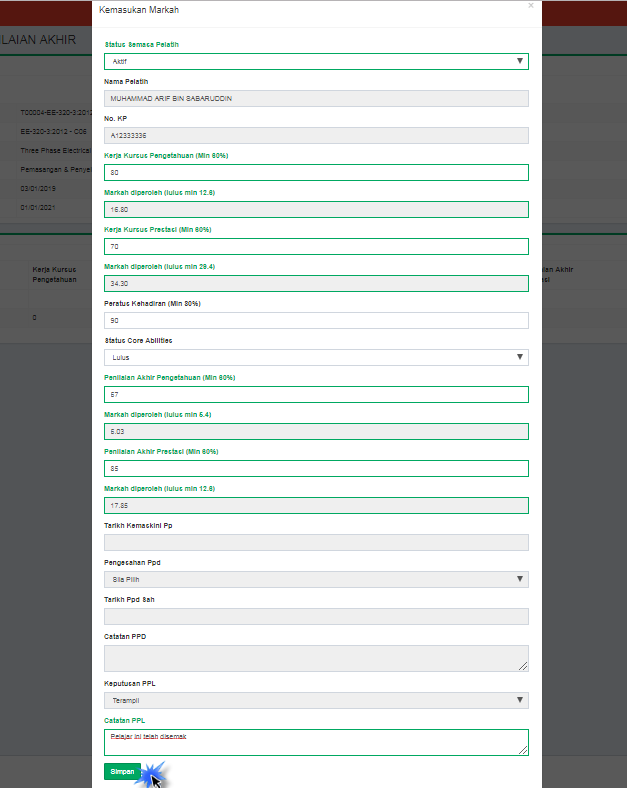 Kemasukan Markah
×
Status Semasa Pelatih
Aktif
Nama Pelatih
MUHAMMAD ARIF BIN SABARUDDIN
No. KP
A12333336
Kerja Kursus Pengetahuan (Min 60%)
80
Markah diperoleh (lulus min 12.6)
16.80
Kerja Kursus Prestasi (Min 60%)
70
Markah diperoleh (lulus min 29.4)
34.30
Peratus Kehadiran (Min 80%)
90
Status Core Abilities
Lulus
Penilaian Akhir Pengetahuan (Min 60%)
67
Markah diperoleh (lulus min 5.4)
6.03
Penilaian Akhir Prestasi (Min 60%)
85
Markah diperoleh (lulus min 12.6)
17.85
Tarikh Kemaskini Pp
Pengesahan Ppd
Sila Pilih
Tarikh Ppd Sah
Catatan PPD
Keputusan PPL
Terampil
Catatan PPL
Pelajar ini telah disemak
Simpan
LAIAN AKHIR
T00004-EE-320-3:2012
EE-320-3:2012 - C06
Three Phase Electrical
Pemasangan & Penyel
03/01/2019
01/01/2021
Kerja Kursus
Pengetahuan
0
ian Akhir